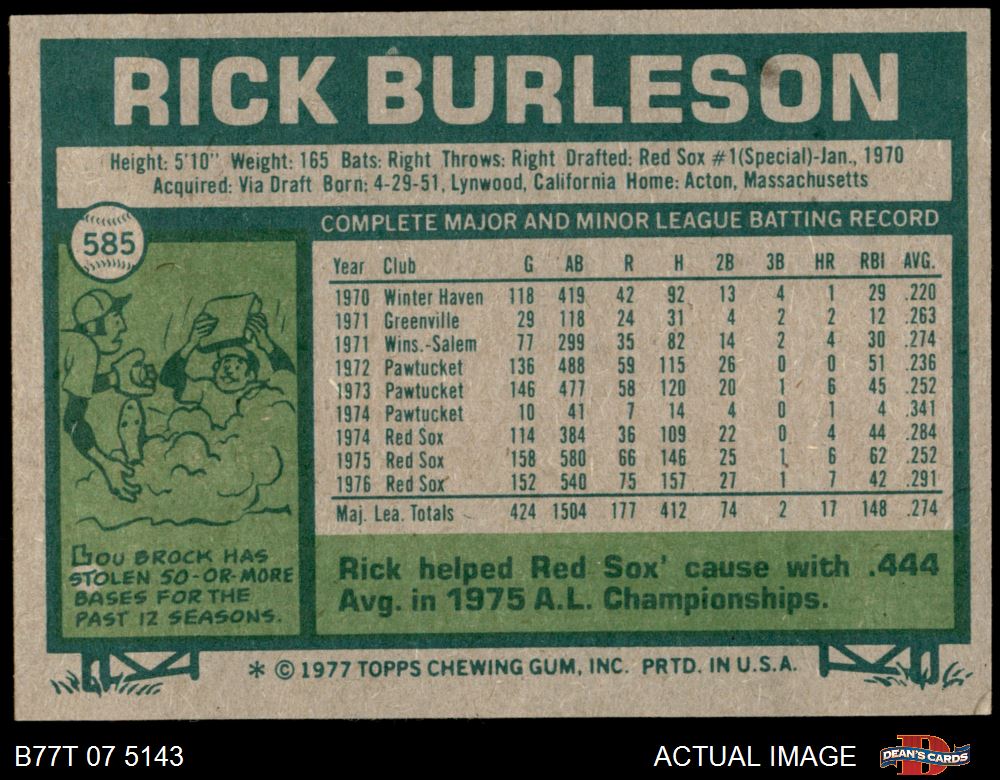 RICK BURLESON
Height: 5'10" Weight: 165 Bats: Right Throws: Right Drafted: Red Sox #1(Special)-Jan., 1970
Acquired: Via Draft Born: 4-29-51, Lynwood, California Home: Acton, Massachusetts
585
COMPLETE MAJOR AND MINOR LEAGUE BATTING RECORD
Year Club G AB R H 2B 3B HR RBI AVG.
1970 Winter Haven 118 419 42 92 13 4 1 29 .220
1971 Greenville 29 118 24 31 4 2 2 12 .263
1971 Wins.-Salem 77 299 35 82 14 2 4 30 .274
1972 Pawtucket 136 488 59 115 26 0 0 51 .236
1973 Pawtucket 146 477 58 120 20 1 6 45 .252
1974 Pawtucket 10 41 7 14 4 0 1 4 .341
1974 Red Sox 114 384 36 109 22 0 4 44 .284
1975 Red Sox 158 580 66 146 25 1 6 62 .252
1976 Red Sox 152 540 75 157 27 1 7 42 .291
Maj. Lea. Totals 424 1504 177 412 74 2 17 148 .274
LOU BROCK HAS
STOLEN 50-OR-MORE
BASES FOR THE
PAST 12 SEASONS.
Rick helped Red Sox' cause with .444
Avg. in 1975 A.L. Championships.
* © 1977 TOPPS CHEWING GUM, INC. PRTD. IN U.S.A.
B77T 07 5143
ACTUAL IMAGE
D
DEAN'S CARDS